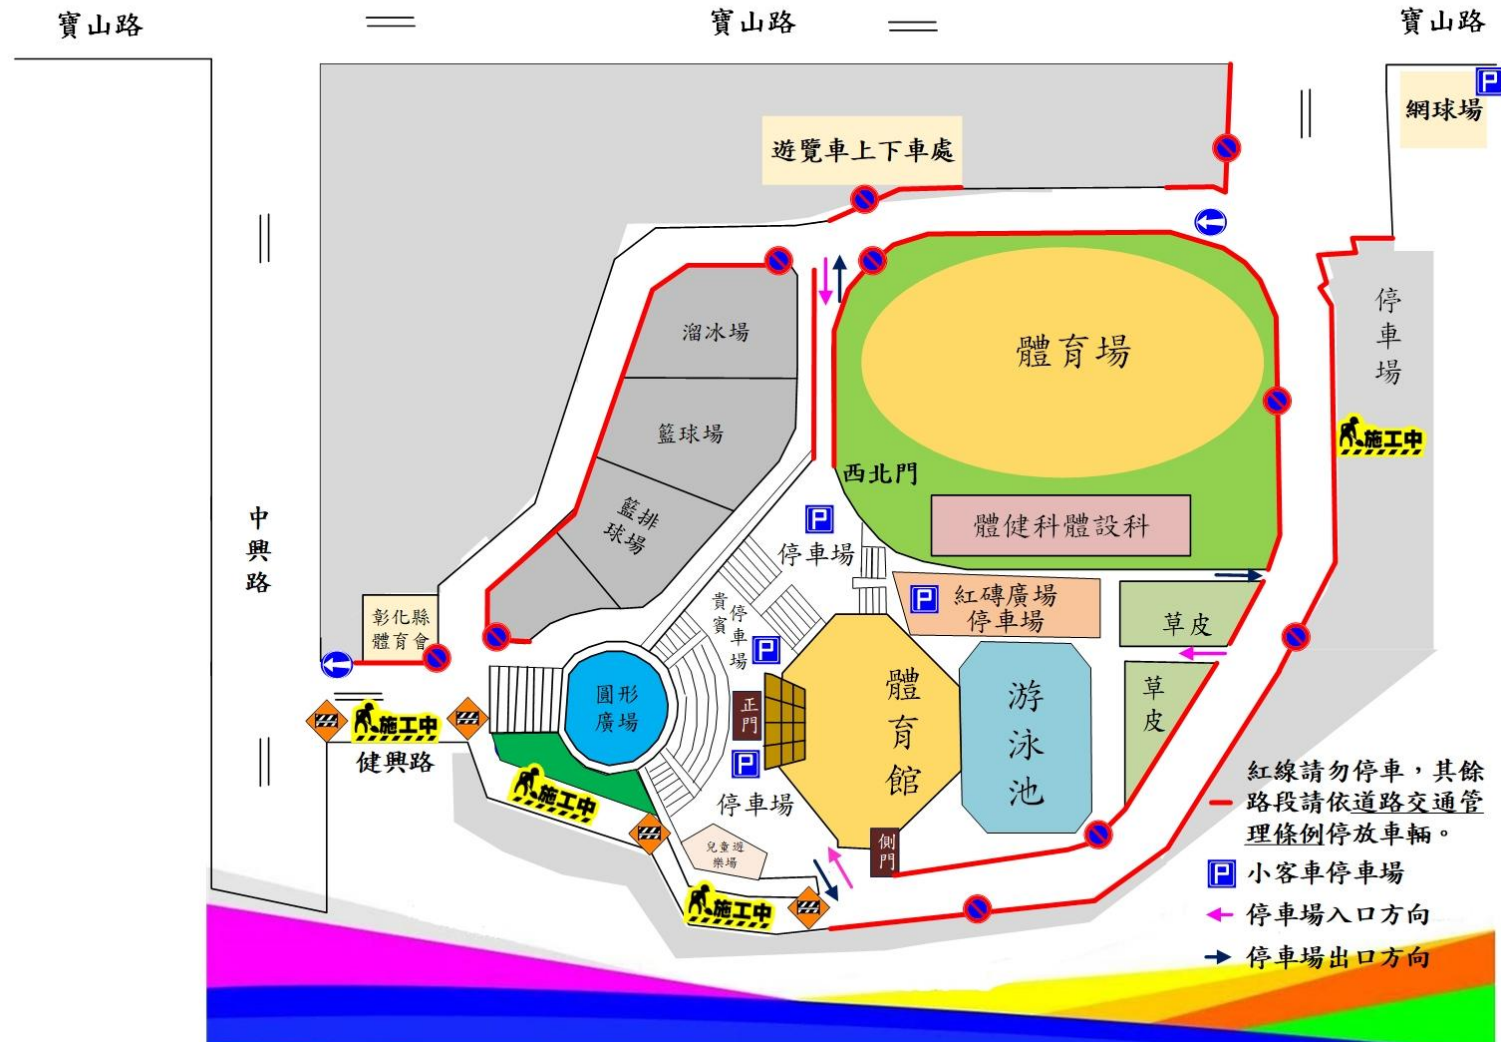 寶山路
寶山路
寶山路
P
網球場
遊覽車上下車處
溜冰場
體育場
停車場
籃球場
施工中
西北門
籃排
球場
P
停車場
體健科體設科
中興路
彰化縣
體育會
貴賓
停車場
P
P
紅磚廣場
停車場
草皮
圓形
廣場
正門
體育館
游泳池
草皮
施工中
健興路
P
停車場
施工中
兒童遊
樂場
側門
施工中
紅線請勿停車，其餘
路段請依道路交通管
理條例停放車輛。
P 小客車停車場
停車場入口方向
停車場出口方向